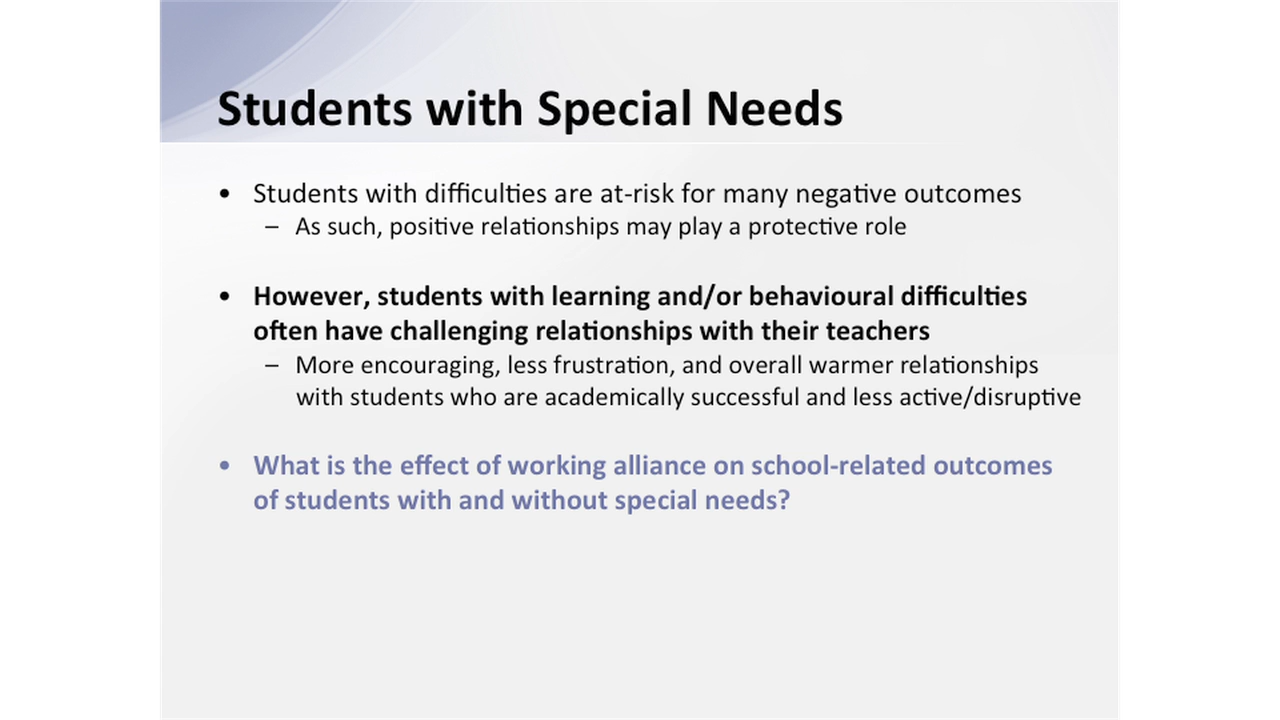 Students with Special Needs
• Students with difficulties are at-risk for many negative outcomes
– As such, positive relationships may play a protective role
• However, students with learning and/or behavioural difficulties
often have challenging relationships with their teachers
– More encouraging, less frustration, and overall warmer relationships
with students who are academically successful and less active/disruptive
• What is the effect of working alliance on school-related outcomes
of students with and without special needs?